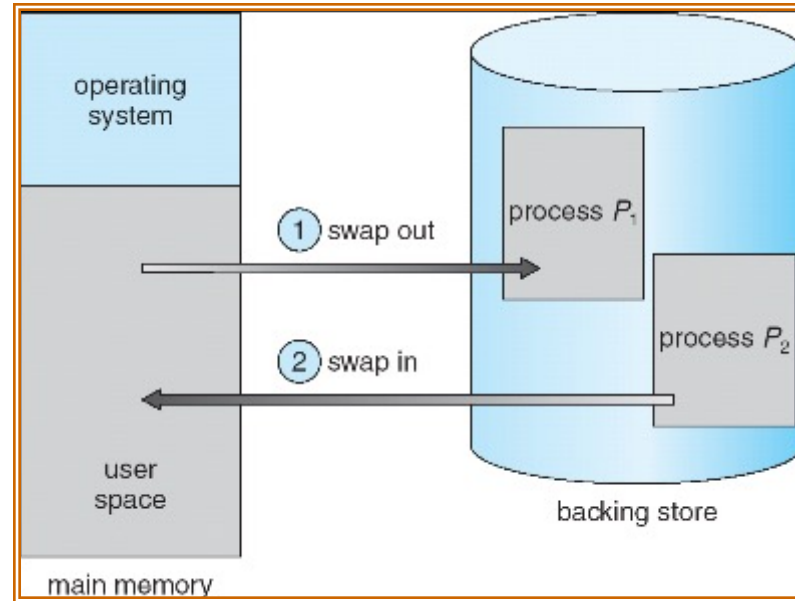 operating
system
process P₁
1 swap out
process P₂
2 swap in
user
space
backing store
main memory